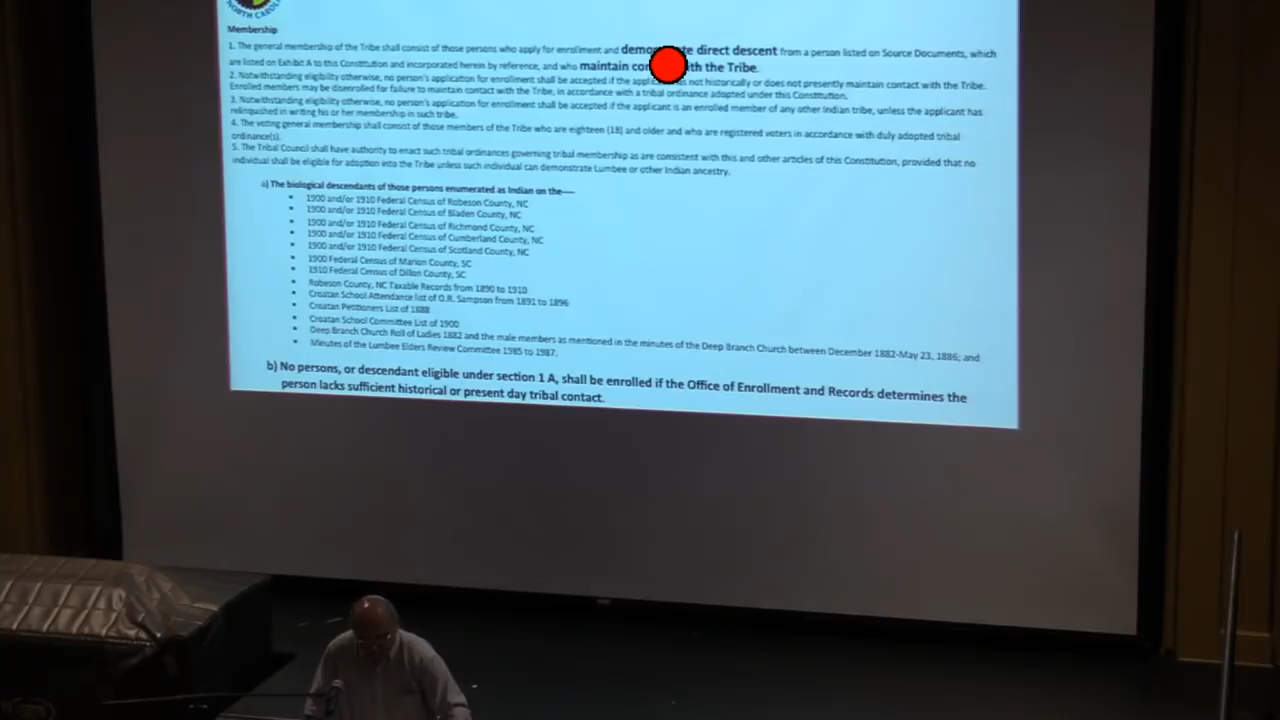 NORTH CAROLI
Membership
1. The general membership of the Tribe shall consist of those persons who apply for enrollment and direct descent from a person listed on Source Documents, which
are listed on Exhibit A to this Constitution and incorporated herein by reference, and who maintain the Tribe.
2. Notwithstanding eligibility otherwise, no person's application for enrollment shall be accepted if the not historically or does not presently maintain contact with the Tribe.
Enrolled members may be disenrolled for failure to maintain contact with the Tribe, in accordance with a tribal ordinance adopted under this Constitution.
3. Notwithstanding eligibility otherwise, no person's application for enrollment shall be accepted if the applicant is an enrolled member of any other Indian tribe, unless the applicant has
relinquished in writing his or her membership in such tribe.
4. The voting general membership shall consist of those members of the Tribe who are eighteen (18) and older and who are registered voters in accordance with duly adopted tribal
ordinance(s).
5. The Tribal Council shall have authority to enact such tribal ordinances governing tribal membership as are consistent with this and other articles of this Constitution, provided that no
individual shall be eligible for adoption into the Tribe unless such individual can demonstrate Lumbee or other Indian ancestry.
a) The biological descendants of those persons enumerated as Indian on the—
• 1900 and/or 1910 Federal Census of Robeson County, NC
• 1900 and/or 1910 Federal Census of Bladen County, NC
• 1900 and/or 1910 Federal Census of Richmond County, NC
• 1900 and/or 1910 Federal Census of Cumberland County, NC
• 1900 and/or 1910 Federal Census of Scotland County, NC
• 1900 Federal Census of Marion County, SC
• 1910 Federal Census of Dillon County, SC
• Robeson County, NC Taxable Records from 1890 to 1910
• Croatan School Attendance list of O.R. Sampson from 1891 to 1896
• Croatan Petitioners List of 1888
• Croatan School Committee List of 1900
• Deep Branch Church Roll of Ladies 1882 and the male members as mentioned in the minutes of the Deep Branch Church between December 1882-May 23, 1886; and
• Minutes of the Lumbee Elders Review Committee 1985 to 1987.
b) No persons, or descendant eligible under section 1 A, shall be enrolled if the Office of Enrollment and Records determines the
person lacks sufficient historical or present day tribal contact.